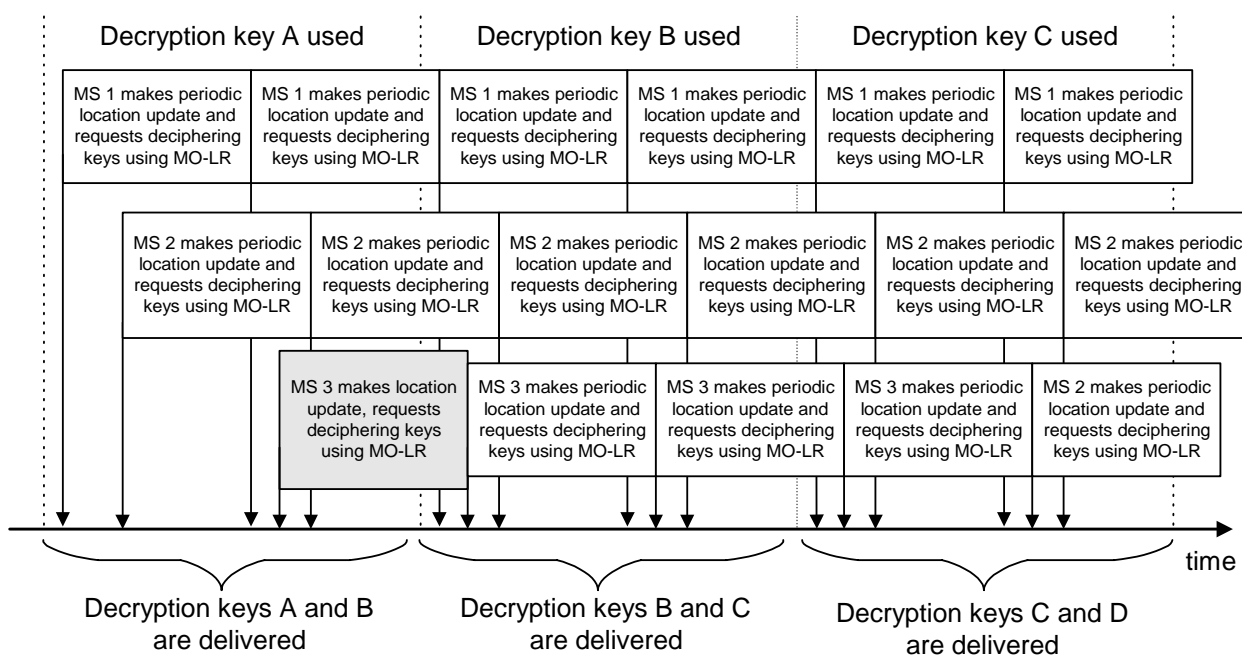 Decryption key A used
Decryption key B used
Decryption key C used
MS 1 makes periodic
location update and
requests deciphering
keys using MO-LR
MS 1 makes periodic
location update and
requests deciphering
keys using MO-LR
MS 1 makes periodic
location update and
requests deciphering
keys using MO-LR
MS 1 makes periodic
location update and
requests deciphering
keys using MO-LR
MS 1 makes periodic
location update and
requests deciphering
keys using MO-LR
MS 1 makes periodic
location update and
requests deciphering
keys using MO-LR
MS 2 makes periodic
location update and
requests deciphering
keys using MO-LR
MS 2 makes periodic
location update and
requests deciphering
keys using MO-LR
MS 2 makes periodic
location update and
requests deciphering
keys using MO-LR
MS 2 makes periodic
location update and
requests deciphering
keys using MO-LR
MS 2 makes periodic
location update and
requests deciphering
keys using MO-LR
MS 2 makes periodic
location update and
requests deciphering
keys using MO-LR
MS 3 makes location
update, requests
deciphering keys
using MO-LR
MS 3 makes periodic
location update and
requests deciphering
keys using MO-LR
MS 3 makes periodic
location update and
requests deciphering
keys using MO-LR
MS 3 makes periodic
location update and
requests deciphering
keys using MO-LR
MS 2 makes periodic
location update and
requests deciphering
keys using MO-LR
time
Decryption keys A and B
are delivered
Decryption keys B and C
are delivered
Decryption keys C and D
are delivered